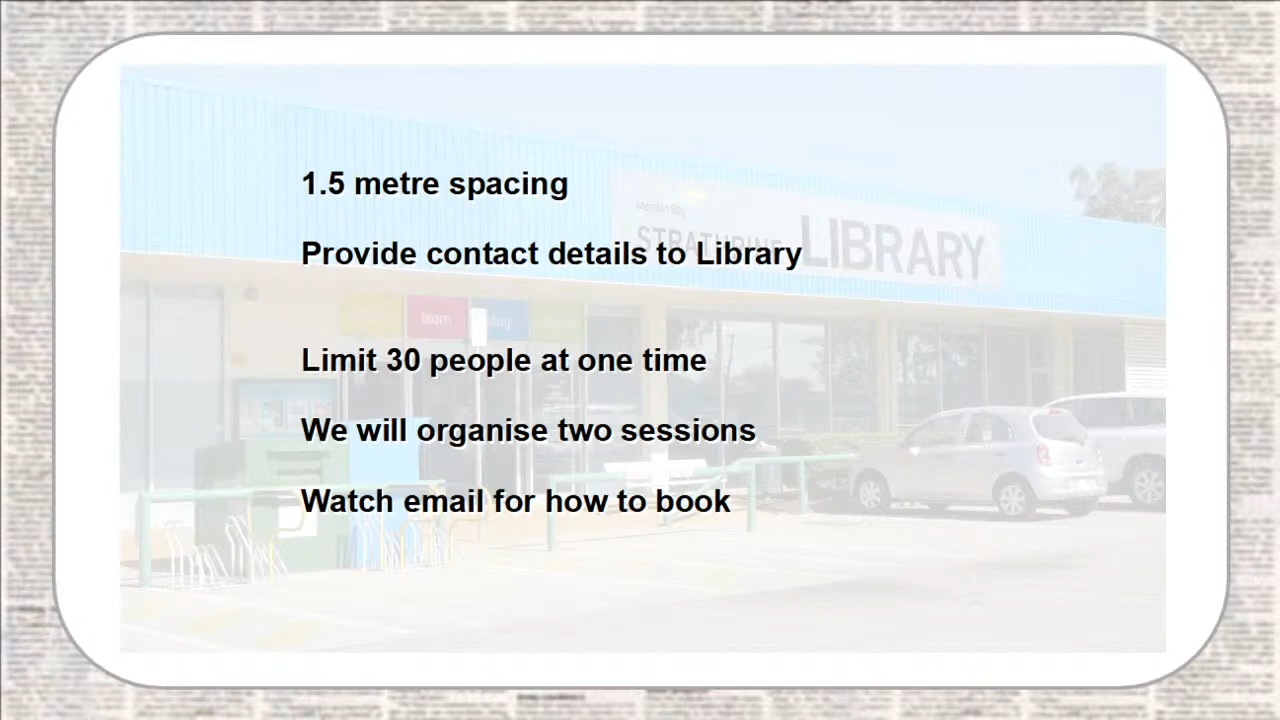 1.5 metre spacing
Provide contact details to Library
Limit 30 people at one time
We will organise two sessions
Watch email for how to book
LIBRARY
learn